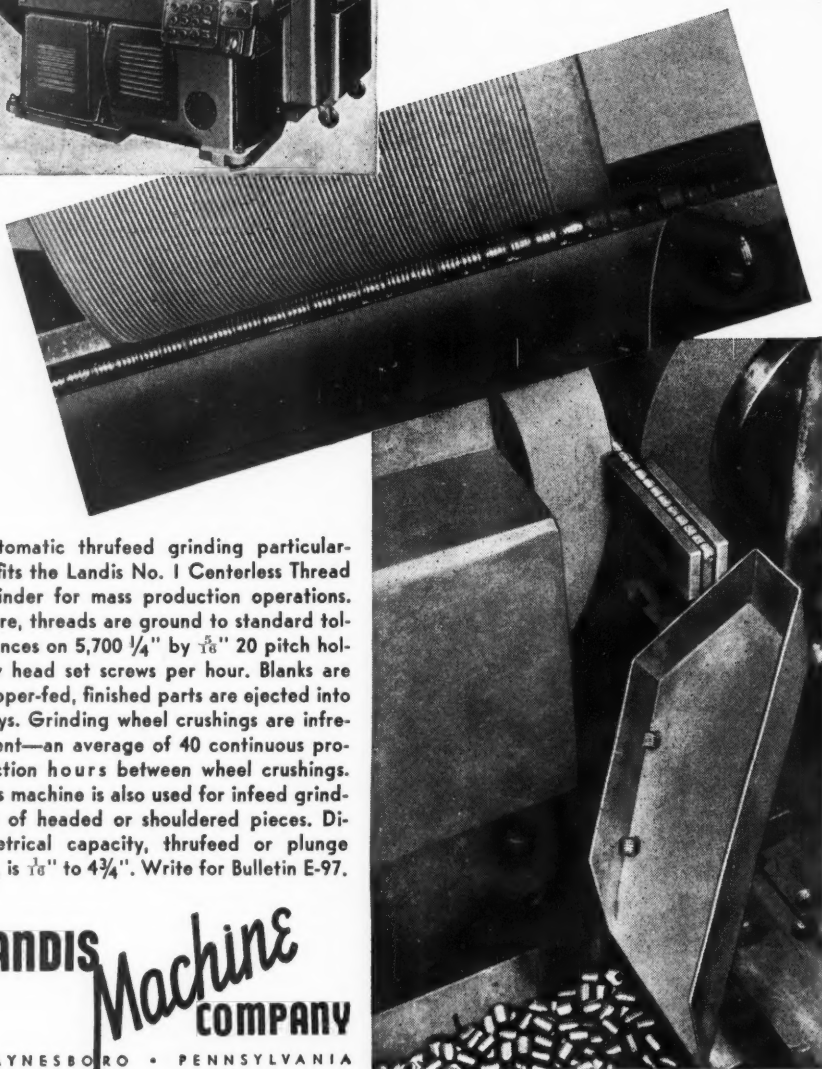 tomatic thrufeed grinding particular-
fits the Landis No. 1 Centerless Thread
inder for mass production operations.
re, threads are ground to standard tol-
nces on 5,700 1/4" by 5/16" 20 pitch hol-
head set screws per hour. Blanks are
pper-fed, finished parts are ejected into
ys. Grinding wheel crushings are infre-
ent—an average of 40 continuous pro-
ction hours between wheel crushings.
s machine is also used for infeed grind-
of headed or shouldered pieces. Di-
etrical capacity, thrufeed or plunge
is 1/16" to 4 3/4". Write for Bulletin E-97.
ANDIS
Machine
COMPANY
YNESBORO • PENNSYLVANIA